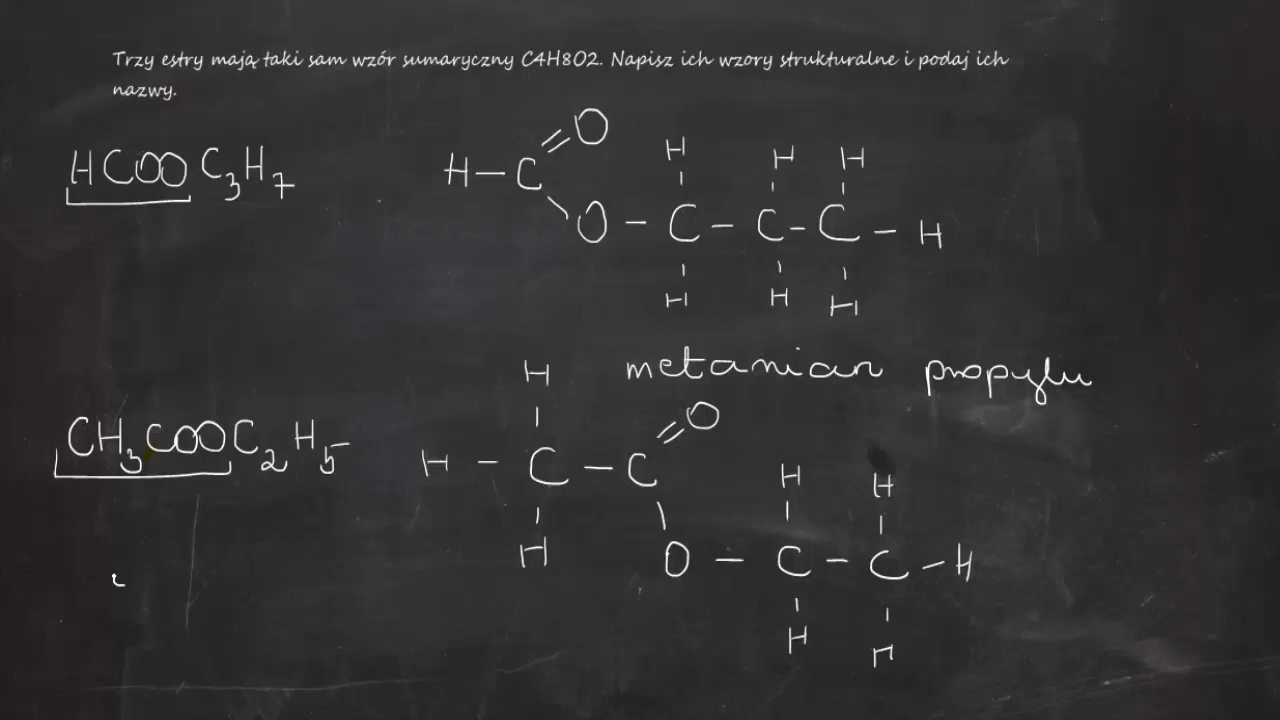 Trzy estry mają taki sam wzór sumaryczny C4H8O2. Napisz ich wzory strukturalne i podaj ich
nazwy.
HCOOC3H7
O
H–C
H H H
O – C – C – C – H
H H H
metanian propylu
H
O
CH3COOC2H5
H – C – C
H H
H
O – C – C – H
H H